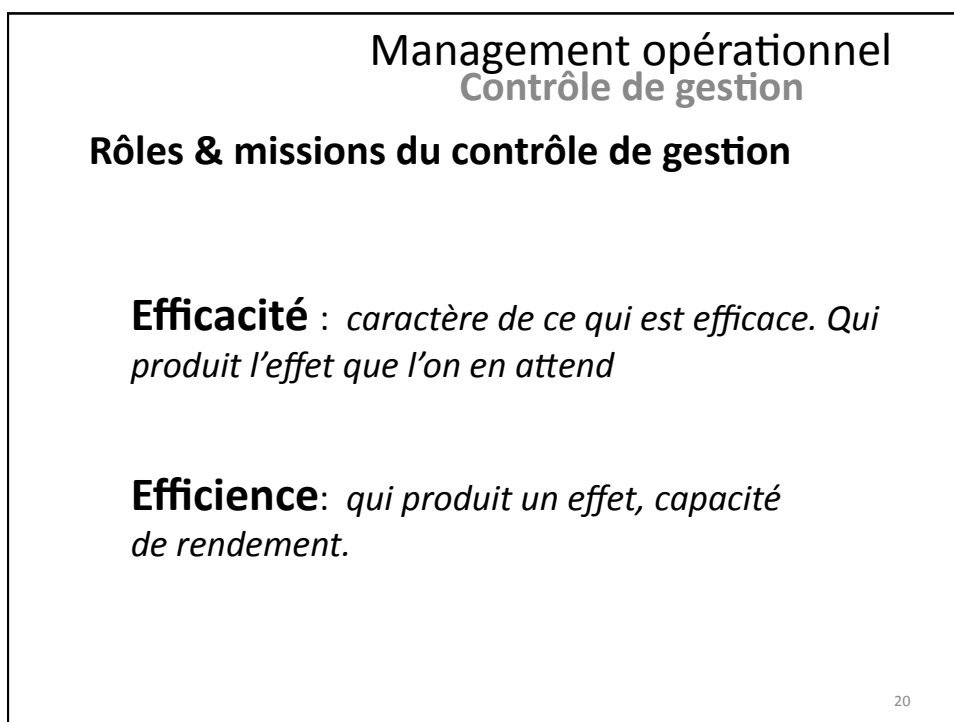 Management opérationnel
Contrôle de gestion
Rôles & missions du contrôle de gestion
Efficacité : caractère de ce qui est efficace. Qui
produit l’effet que l’on en attend
Efficience: qui produit un effet, capacité
de rendement.
20